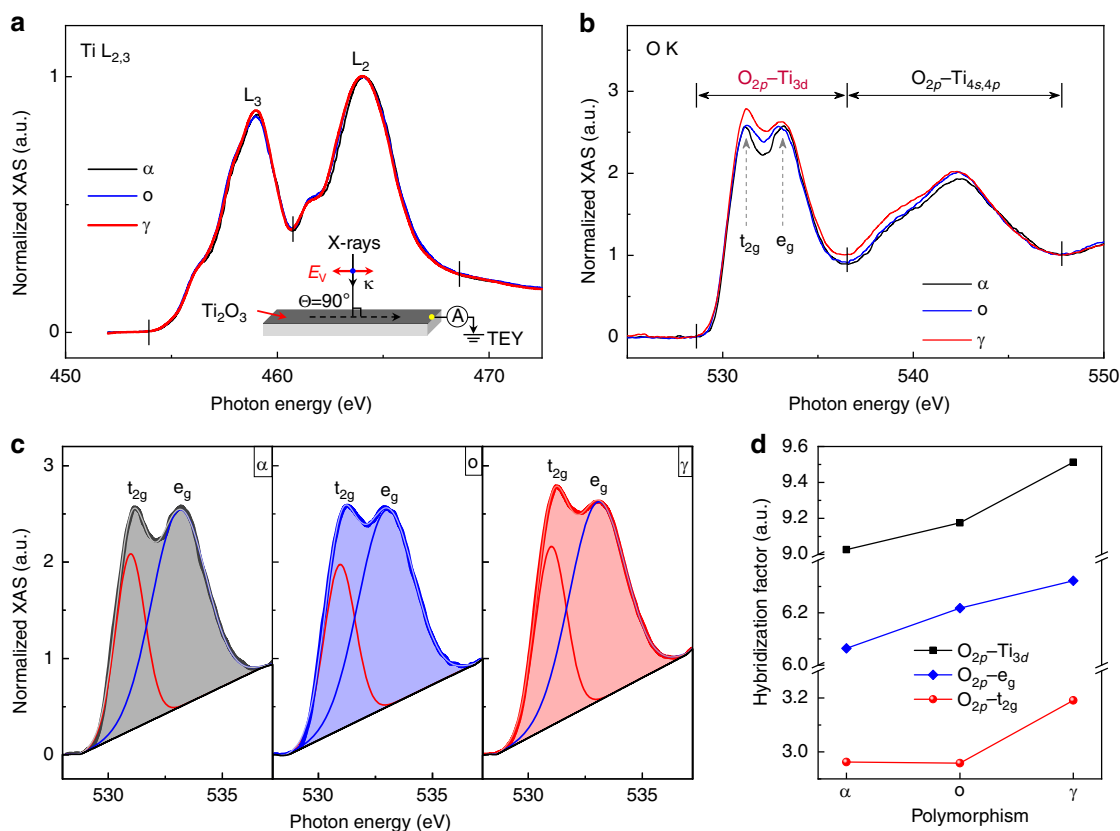 a
Ti L2,3
L3
L2
α
o
γ
X-rays
EV
κ
Θ=90°
Ti2O3
A
TEY
Normalized XAS (a.u.)
0
1
450
460
470
Photon energy (eV)
b
O K
O2p–Ti3d
O2p–Ti4s,4p
t2g
eg
α
o
γ
Normalized XAS (a.u.)
0
1
2
3
530
540
550
Photon energy (eV)
c
α
t2g
eg
o
t2g
eg
γ
t2g
eg
Normalized XAS (a.u.)
0
1
2
3
530
535
530
535
530
535
Photon energy (eV)
d
Hybridization factor (a.u.)
9.6
9.4
9.2
9.0
6.2
6.0
3.2
3.0
O2p–Ti3d
O2p–eg
O2p–t2g
α
o
γ
Polymorphism